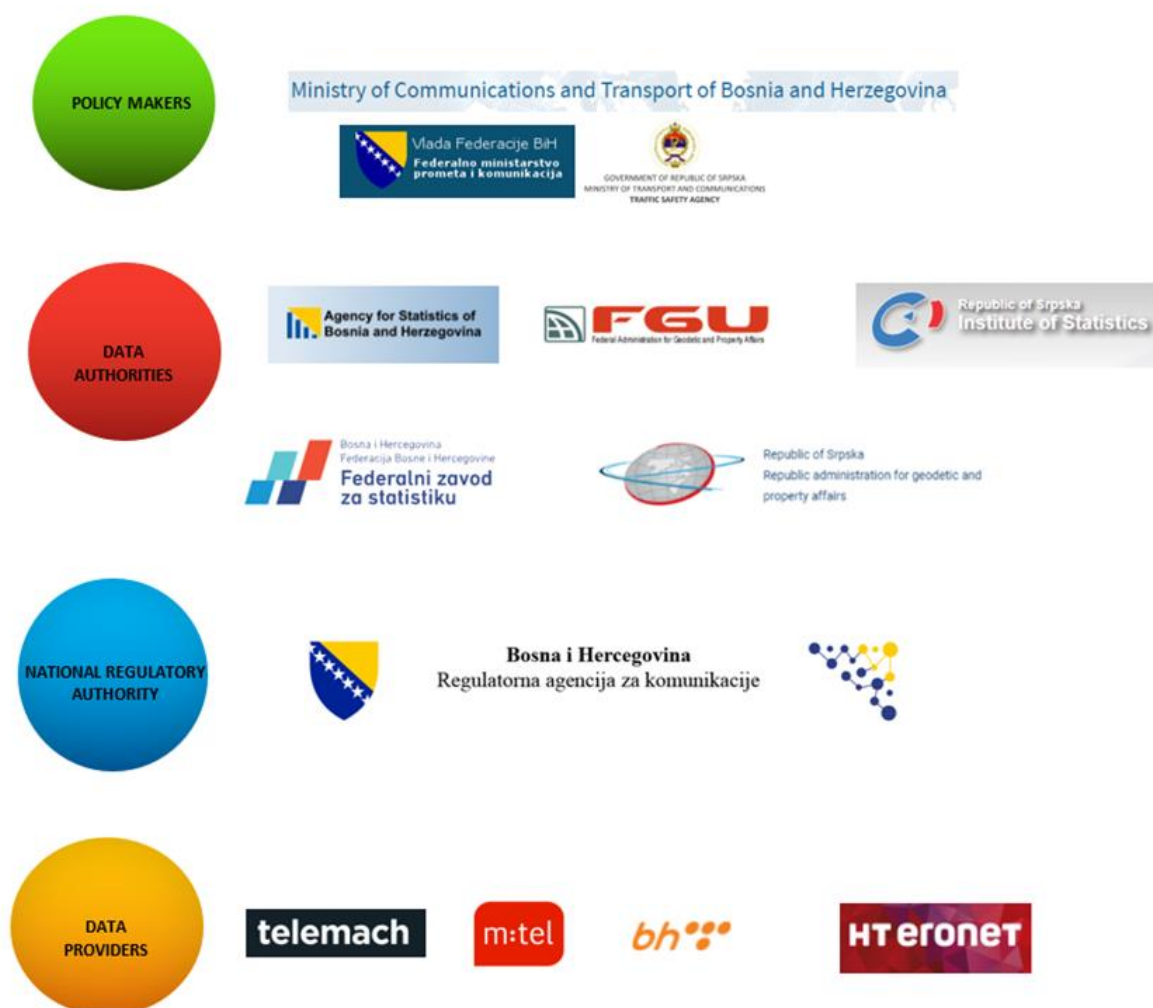 POLICY MAKERS
Ministry of Communications and Transport of Bosnia and Herzegovina
Vlada Federacije BiH
Federalno ministarstvo
prometa i komunikacija
GOVERNMENT OF REPUBLIC OF SRPSKA
MINISTRY OF TRANSPORT AND COMMUNICATIONS
TRAFFIC SAFETY AGENCY
DATA
AUTHORITIES
Agency for Statistics of
Bosnia and Herzegovina
FGU
Federal Administration for Geodetic and Property Affairs
Republic of Srpska
Institute of Statistics
Bosna i Hercegovina
Federacija Bosne i Hercegovine
Federalni zavod
za statistiku
Republic of Srpska
Republic administration for geodetic and
property affairs
NATIONAL REGULATORY
AUTHORITY
Bosna i Hercegovina
Regulatorna agencija za komunikacije
DATA
PROVIDERS
telemach
m:tel
bh
HT eronet